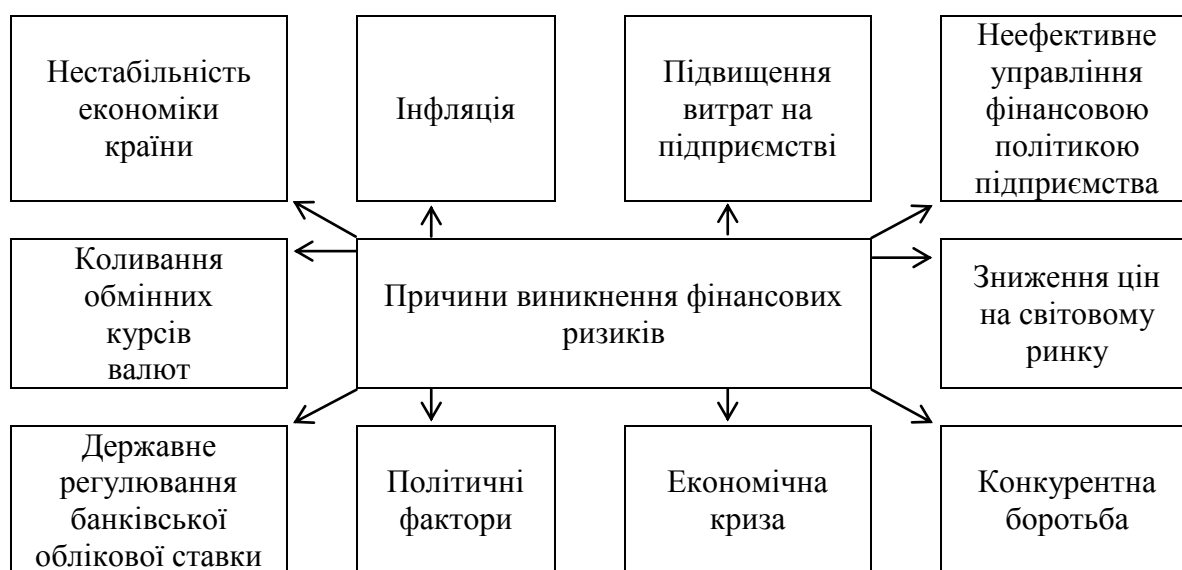 Нестабільність
економіки
країни
Інфляція
Підвищення
витрат на
підприємстві
Неефективне
управління
фінансовою
політикою
підприємства
Коливання
обмінних
курсів
валют
Причини виникнення фінансових
ризиків
Зниження цін
на світовому
ринку
Державне
регулювання
банківської
облікової ставки
Політичні
фактори
Економічна
криза
Конкурентна
боротьба